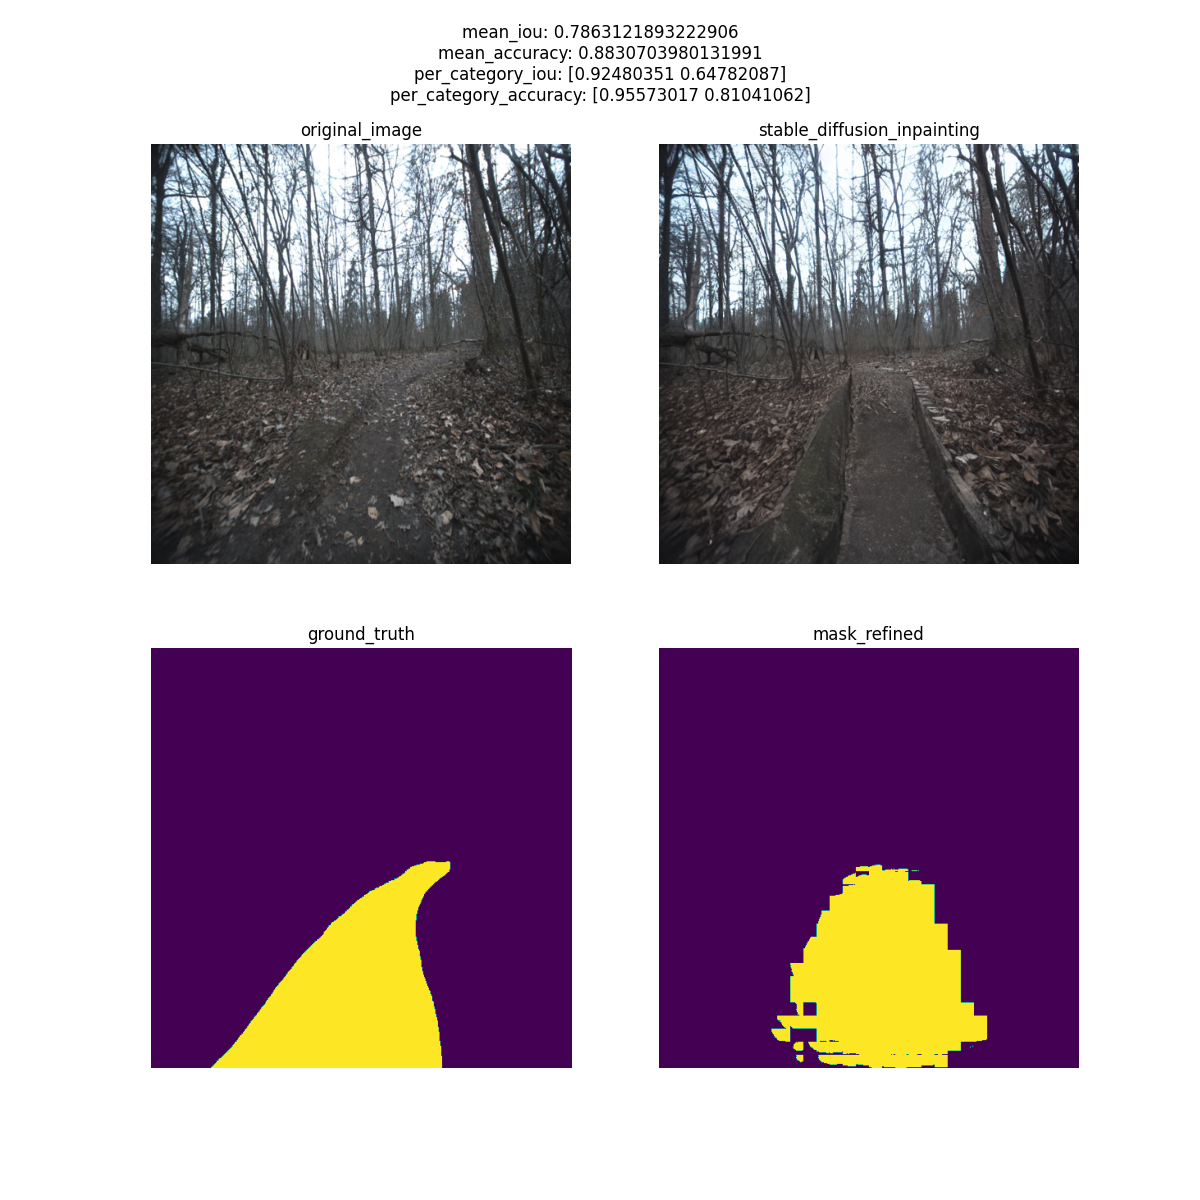 mean_iou: 0.7863121893222906
mean_accuracy: 0.8830703980131991
per_category_iou: [0.92480351 0.64782087]
per_category_accuracy: [0.95573017 0.81041062]
original_image
stable_diffusion_inpainting
ground_truth
mask_refined